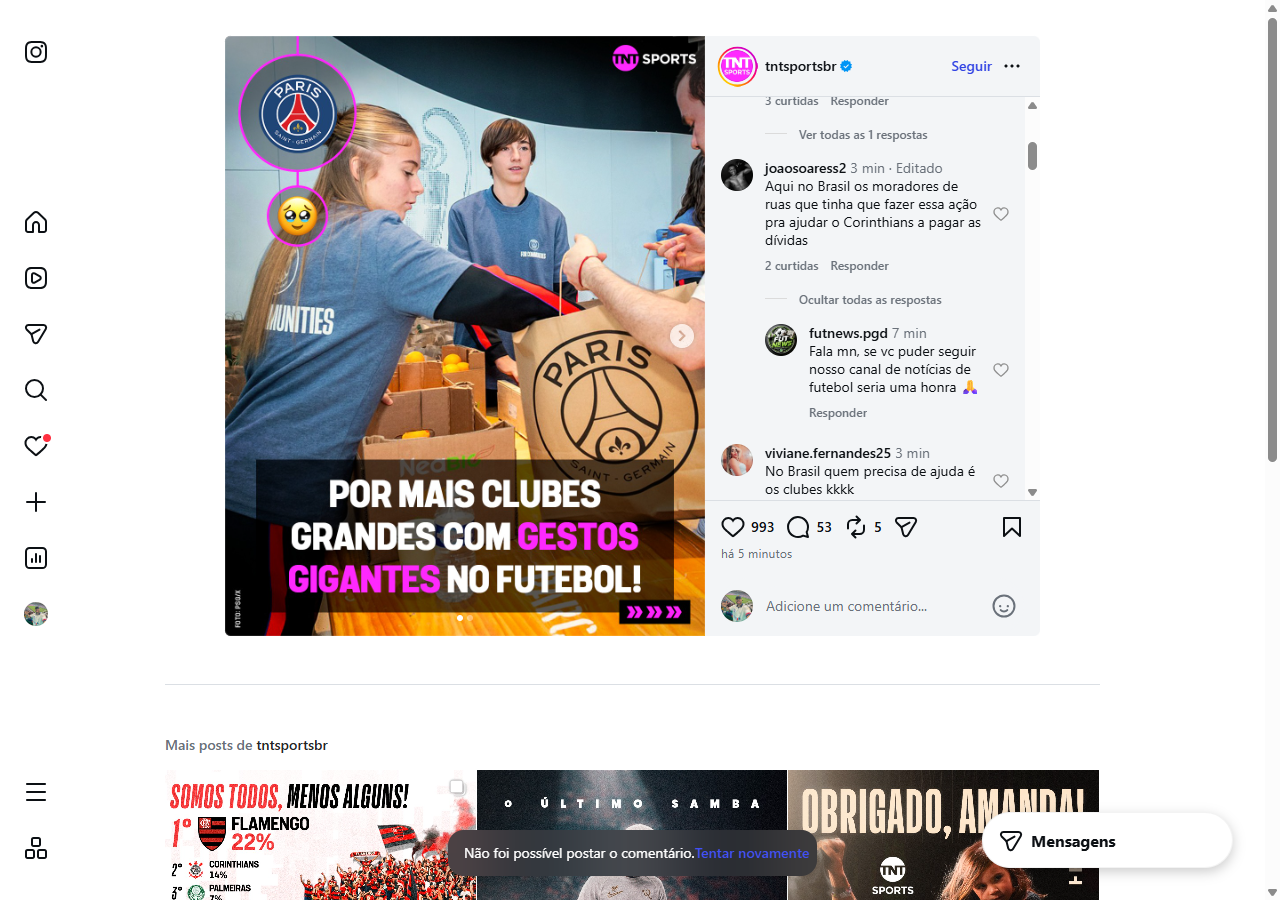 TNT SPORTS
PARIS
SAINT-GERMAIN
MUNITIES
PARIS
SAINT-GERMAIN
POR MAIS CLUBES
GRANDES COM GESTOS
GIGANTES NO FUTEBOL!
FOTO: PSG/X
TNT
SPORTS
tntsportsbr
Seguir
3 curtidas Responder
Ver todas as 1 respostas
joaosoaress2 3 min · Editado
Aqui no Brasil os moradores de
ruas que tinha que fazer essa ação
pra ajudar o Corinthians a pagar as
dívidas
2 curtidas Responder
Ocultar todas as respostas
FUT
NEWS
futnews.pgd 7 min
Fala mn, se vc puder seguir
nosso canal de notícias de
futebol seria uma honra 🙏
Responder
viviane.fernandes25 3 min
No Brasil quem precisa de ajuda é
os clubes kkkk
993 53 5
há 5 minutos
Adicione um comentário...
Mais posts de tntsportsbr
SOMOS TODOS, MENOS ALGUNS!
1º FLAMENGO
22%
2º CORINTHIANS
14%
3º PALMEIRAS
7%
O ÚLTIMO SAMBA
OBRIGADO, AMANDA!
TNT
SPORTS
Não foi possível postar o comentário.Tentar novamente
Mensagens